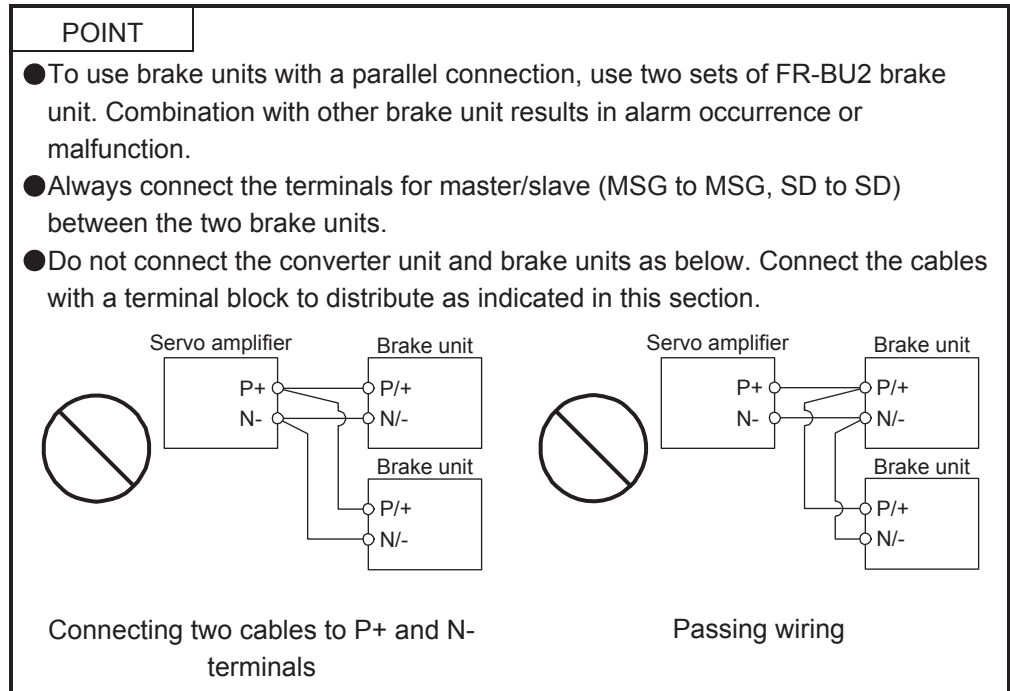 POINT
●To use brake units with a parallel connection, use two sets of FR-BU2 brake
unit. Combination with other brake unit results in alarm occurrence or
malfunction.
●Always connect the terminals for master/slave (MSG to MSG, SD to SD)
between the two brake units.
●Do not connect the converter unit and brake units as below. Connect the cables
with a terminal block to distribute as indicated in this section.
Servo amplifier
Brake unit
P+
P/+
N-
N/-
Brake unit
P/+
N/-
Connecting two cables to P+ and N-
terminals
Servo amplifier
Brake unit
P+
P/+
N-
N/-
Brake unit
P/+
N/-
Passing wiring